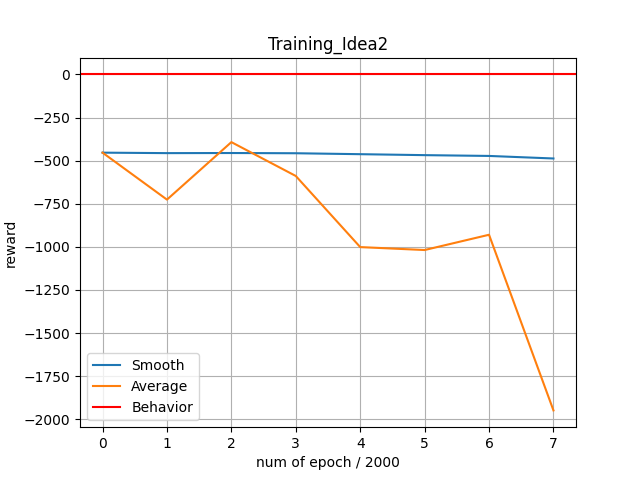 Training_Idea2
reward
0
−250
−500
−750
−1000
−1250
−1500
−1750
−2000
Smooth
Average
Behavior
0 1 2 3 4 5 6 7
num of epoch / 2000